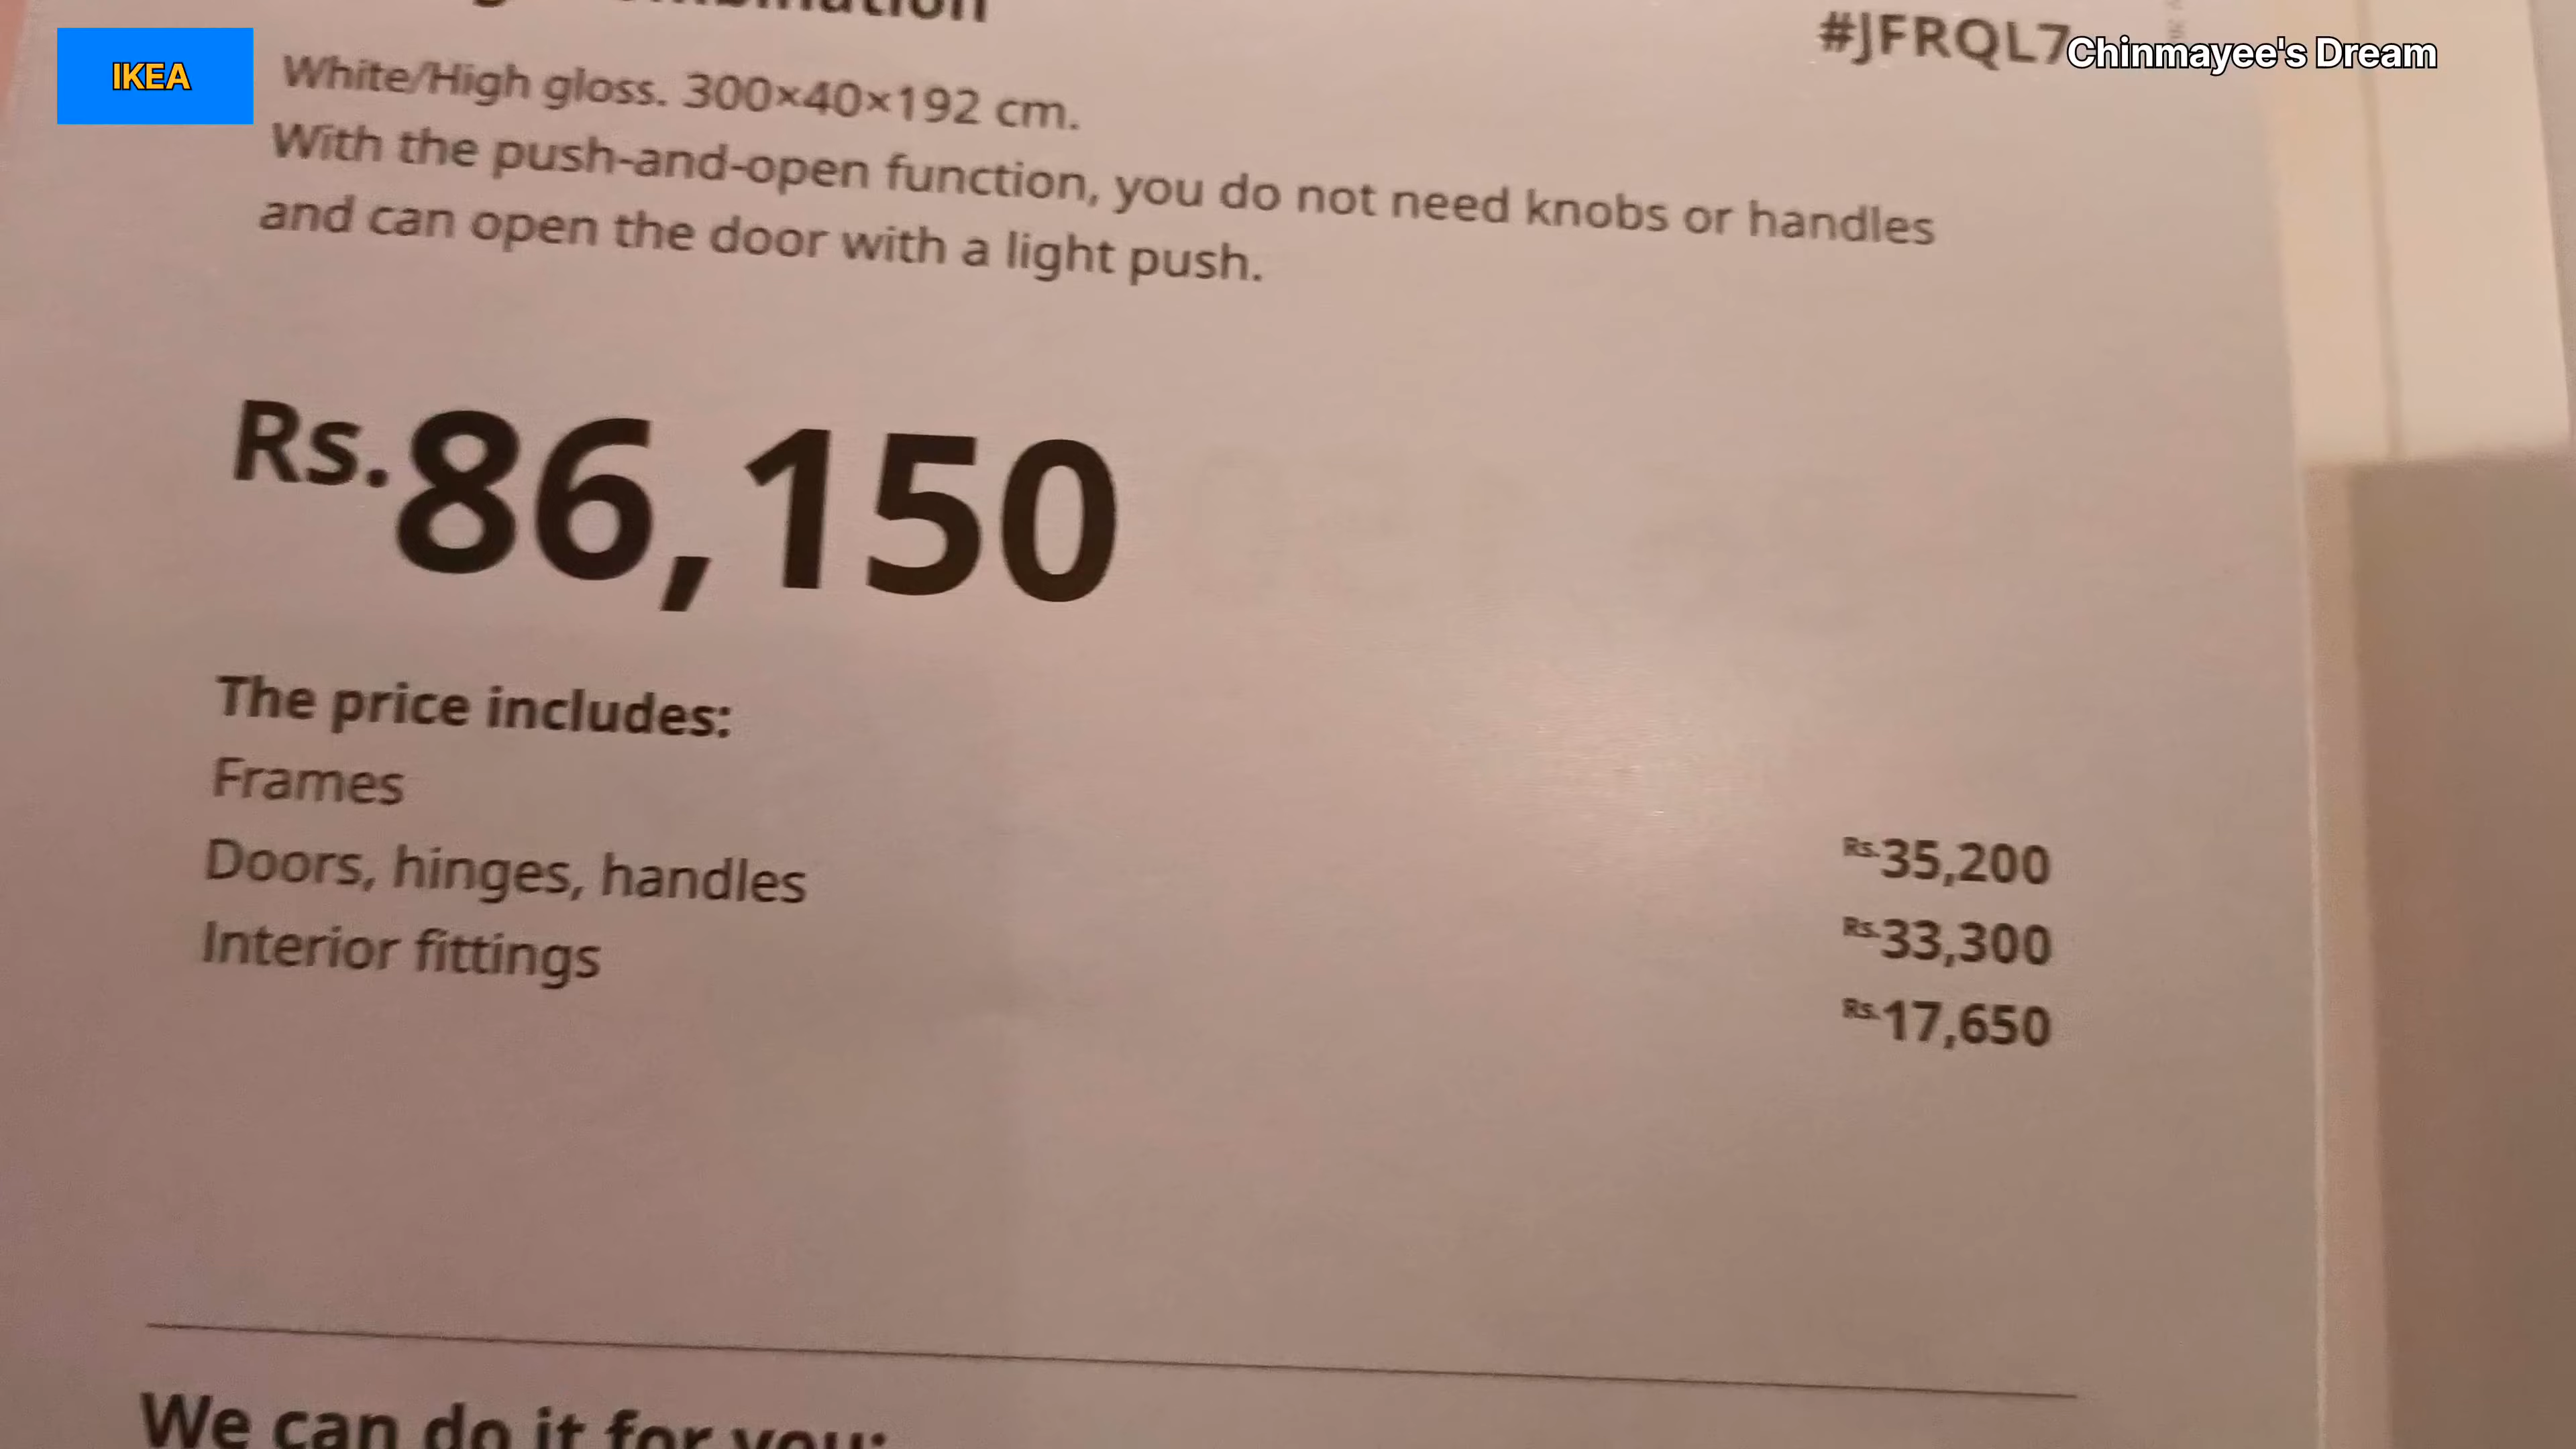 IKEA
#JFRQL7
Chinmayee's Dream
White/High gloss. 300×40×192 cm.
With the push-and-open function, you do not need knobs or handles
and can open the door with a light push.
Rs.86,150
The price includes:
Frames
Rs.35,200
Doors, hinges, handles
Rs.33,300
Interior fittings
Rs.17,650
We can do it for you: